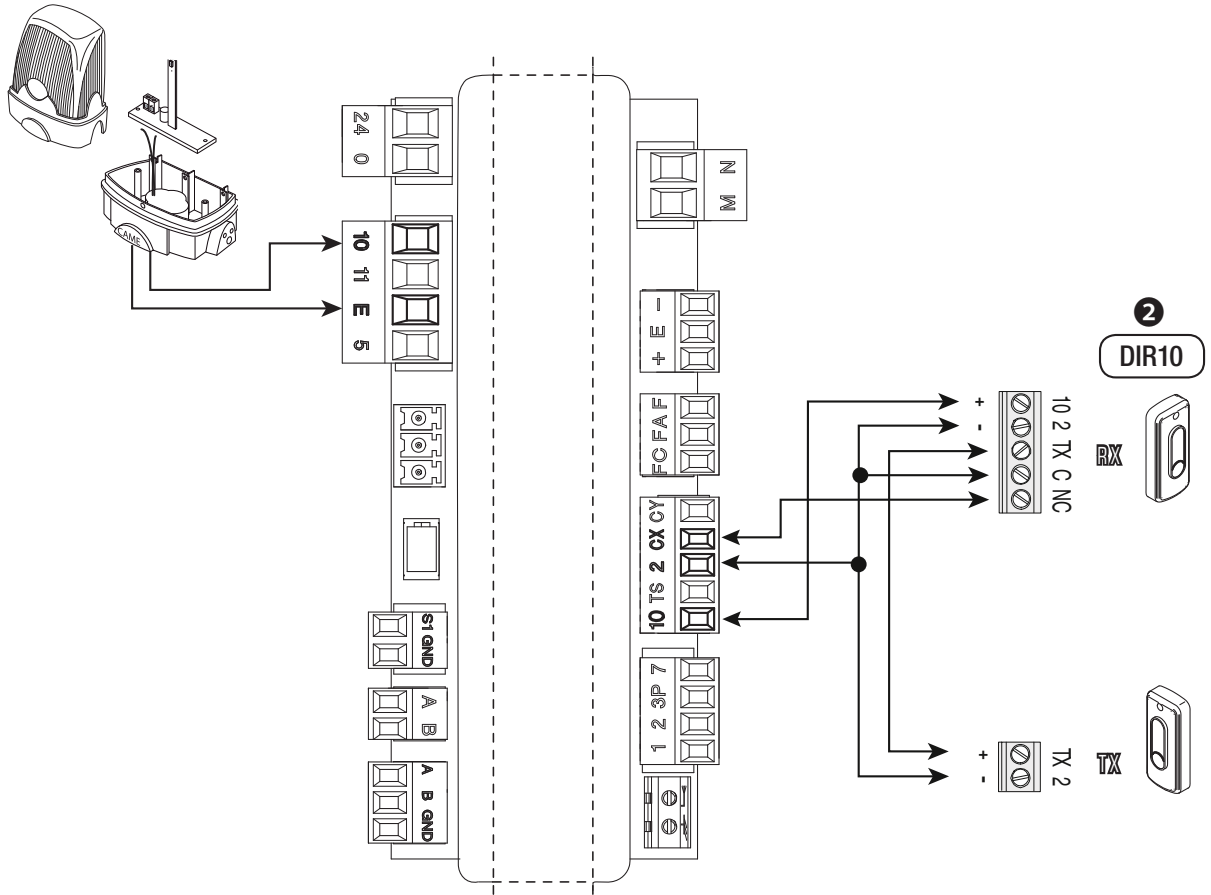 CAME
24 0
10 11 E 5
S1 GND
A B
A B GND
M N
+ E -
FC FA F
10 TS 2 CX CY
1 2 3P 7
2
DIR10
+
-
10 2 TX C NC
RX
+
-
TX 2
TX